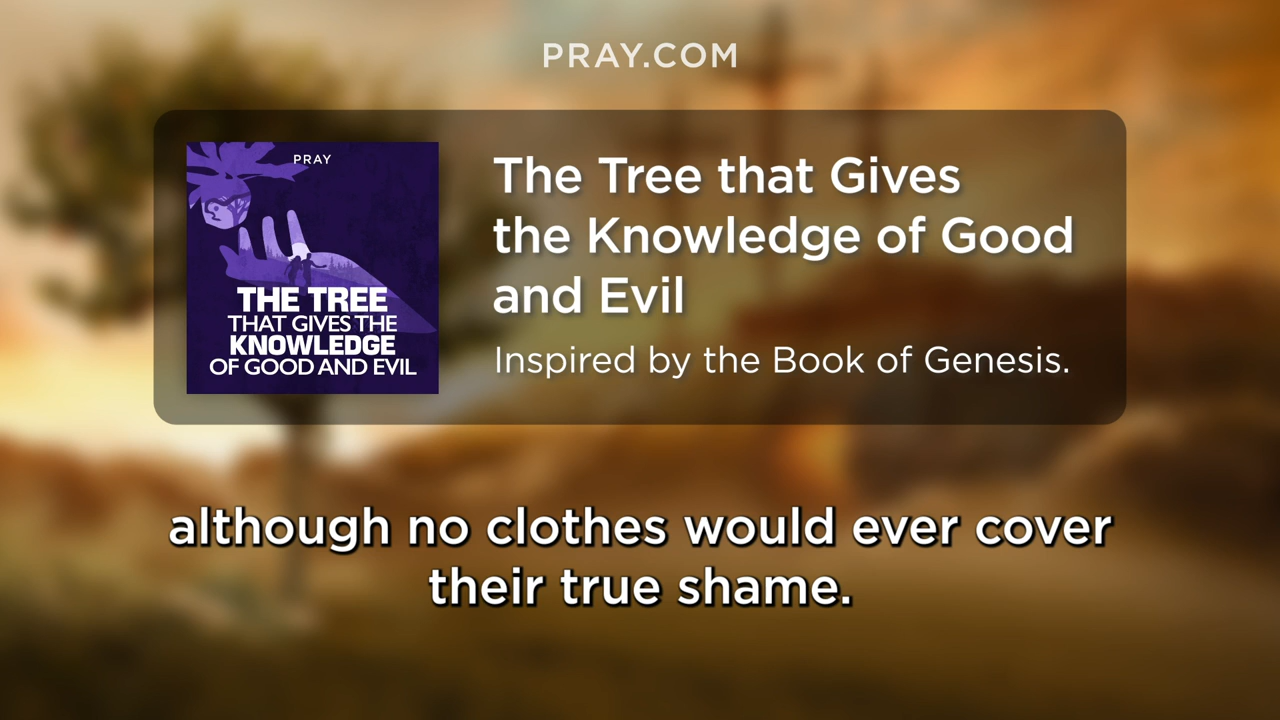 PRAY.COM
PRAY
THE TREE
THAT GIVES THE
KNOWLEDGE
OF GOOD AND EVIL
The Tree that Gives
the Knowledge of Good
and Evil
Inspired by the Book of Genesis.
although no clothes would ever cover
their true shame.